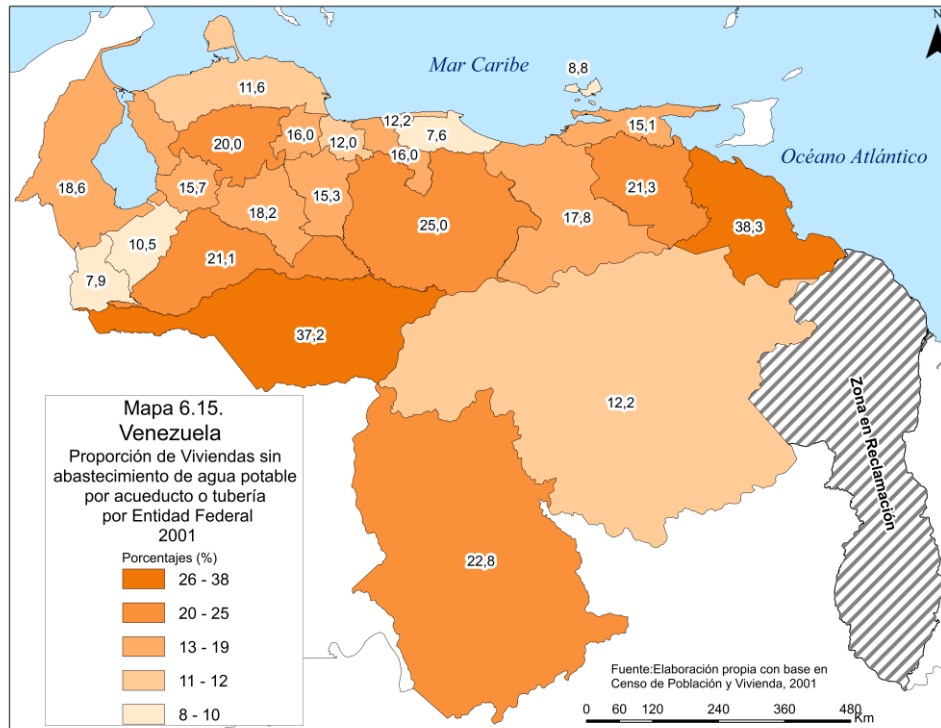 N
Mar Caribe
8,8
11,6
12,2
7,6
15,1
16,0
12,0
20,0
16,0
Océano Atlántico
18,6
15,7
15,3
21,3
18,2
25,0
17,8
38,3
10,5
21,1
7,9
37,2
12,2
Zona en Reclamación
22,8
Mapa 6.15.
Venezuela
Proporción de Viviendas sin
abastecimiento de agua potable
por acueducto o tubería
por Entidad Federal
2001
Porcentajes (%)
26 - 38
20 - 25
13 - 19
11 - 12
8 - 10
Fuente:Elaboración propia con base en
Censo de Población y Vivienda, 2001
0 60 120 240 360 480
Km